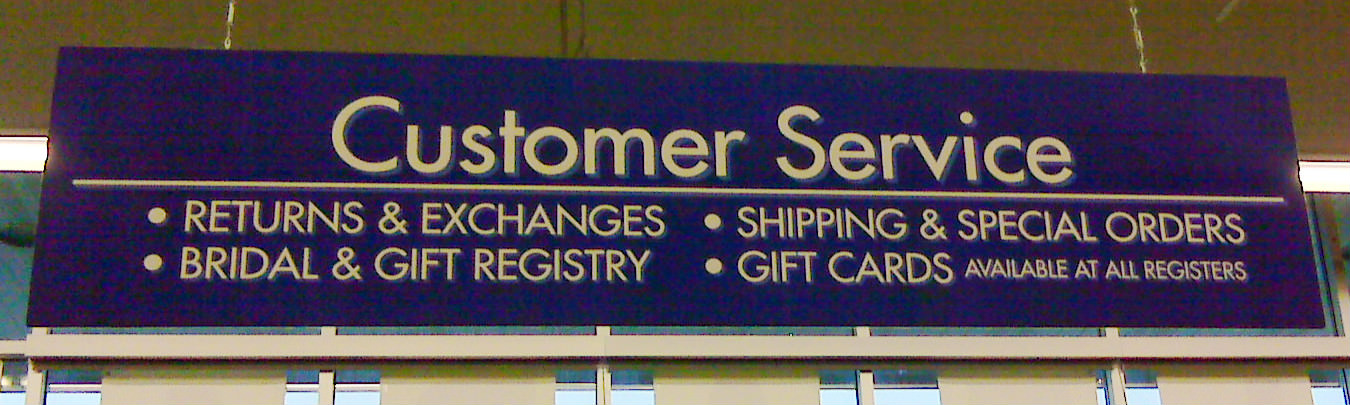 Customer Service
• RETURNS & EXCHANGES
• BRIDAL & GIFT REGISTRY
• SHIPPING & SPECIAL ORDERS
• GIFT CARDS AVAILABLE AT ALL REGISTERS